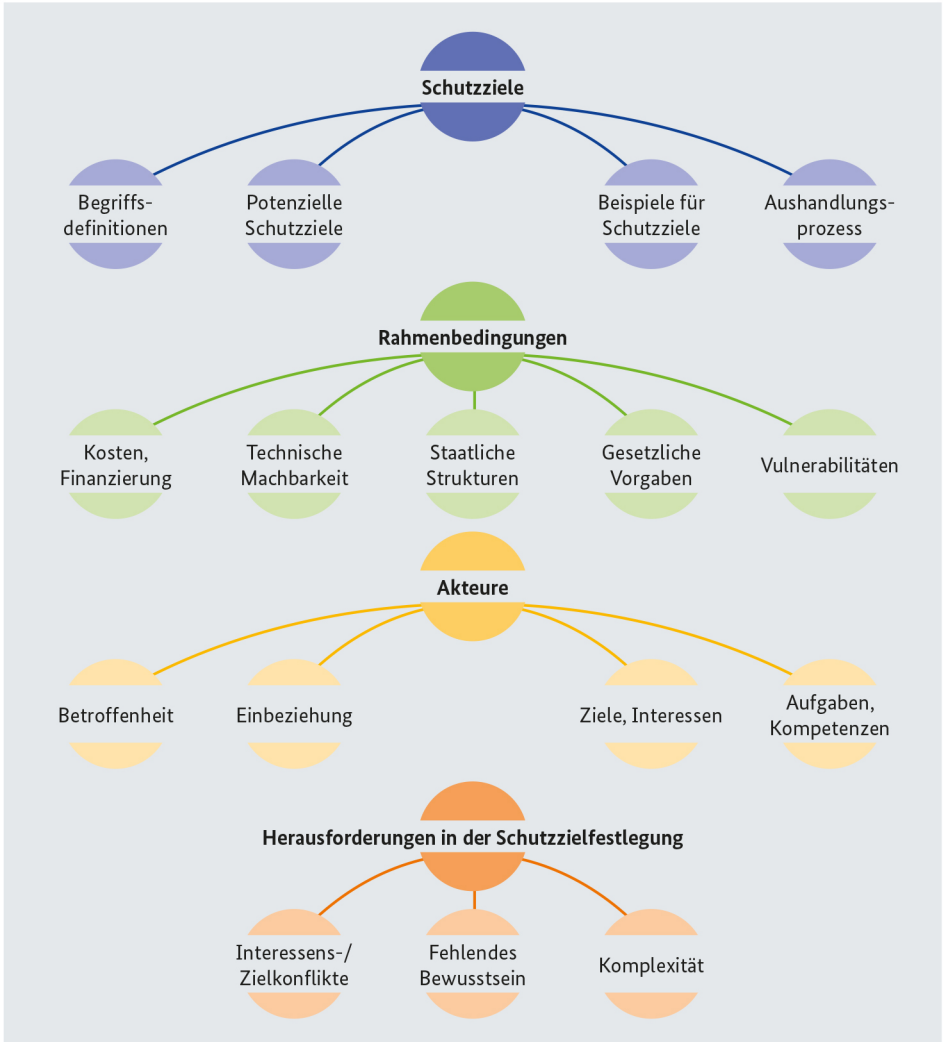 Schutzziele
Begriffs-
definitionen
Potenzielle
Schutzziele
Beispiele für
Schutzziele
Aushandlungs-
prozess
Rahmenbedingungen
Kosten,
Finanzierung
Technische
Machbarkeit
Staatliche
Strukturen
Gesetzliche
Vorgaben
Vulnerabilitäten
Akteure
Betroffenheit
Einbeziehung
Ziele, Interessen
Aufgaben,
Kompetenzen
Herausforderungen in der Schutzzielfestlegung
Interessens-/
Zielkonflikte
Fehlendes
Bewusstsein
Komplexität